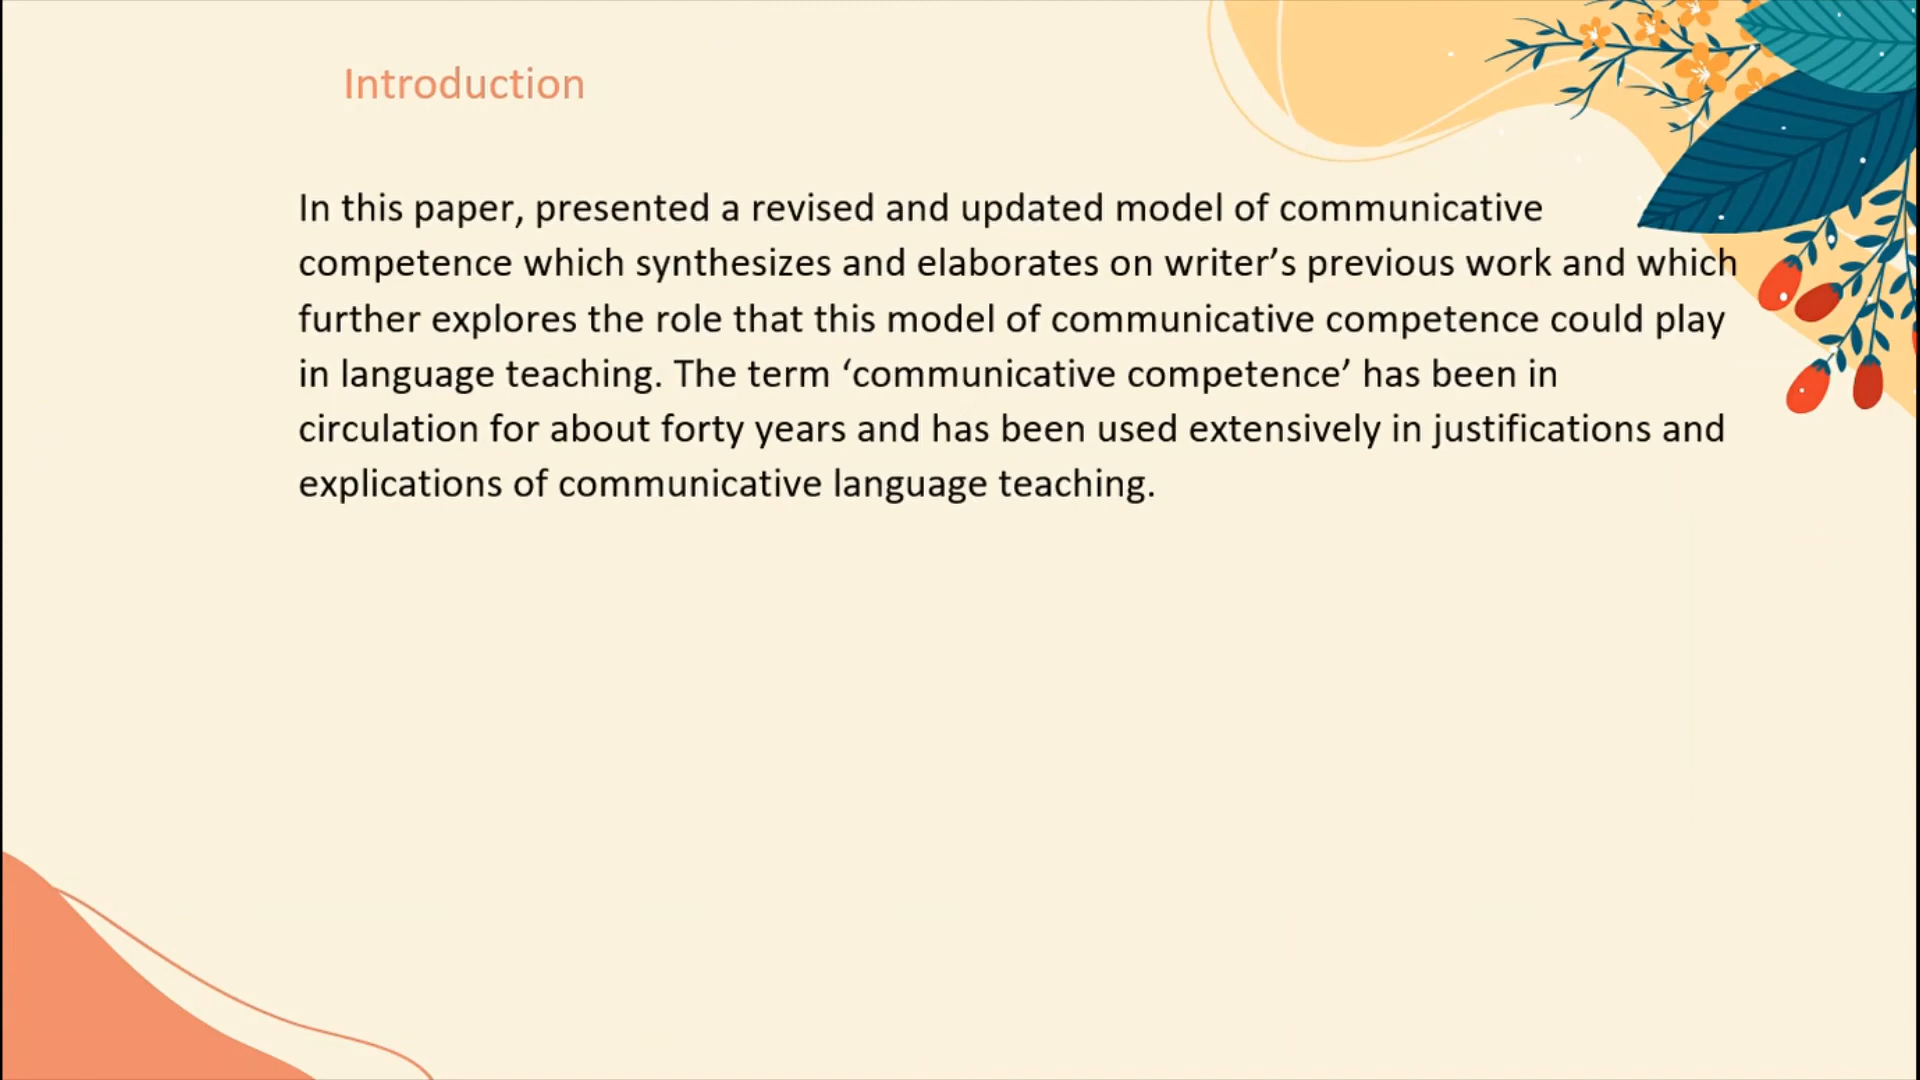 Introduction
In this paper, presented a revised and updated model of communicative
competence which synthesizes and elaborates on writer’s previous work and which
further explores the role that this model of communicative competence could play
in language teaching. The term ‘communicative competence’ has been in
circulation for about forty years and has been used extensively in justifications and
explications of communicative language teaching.